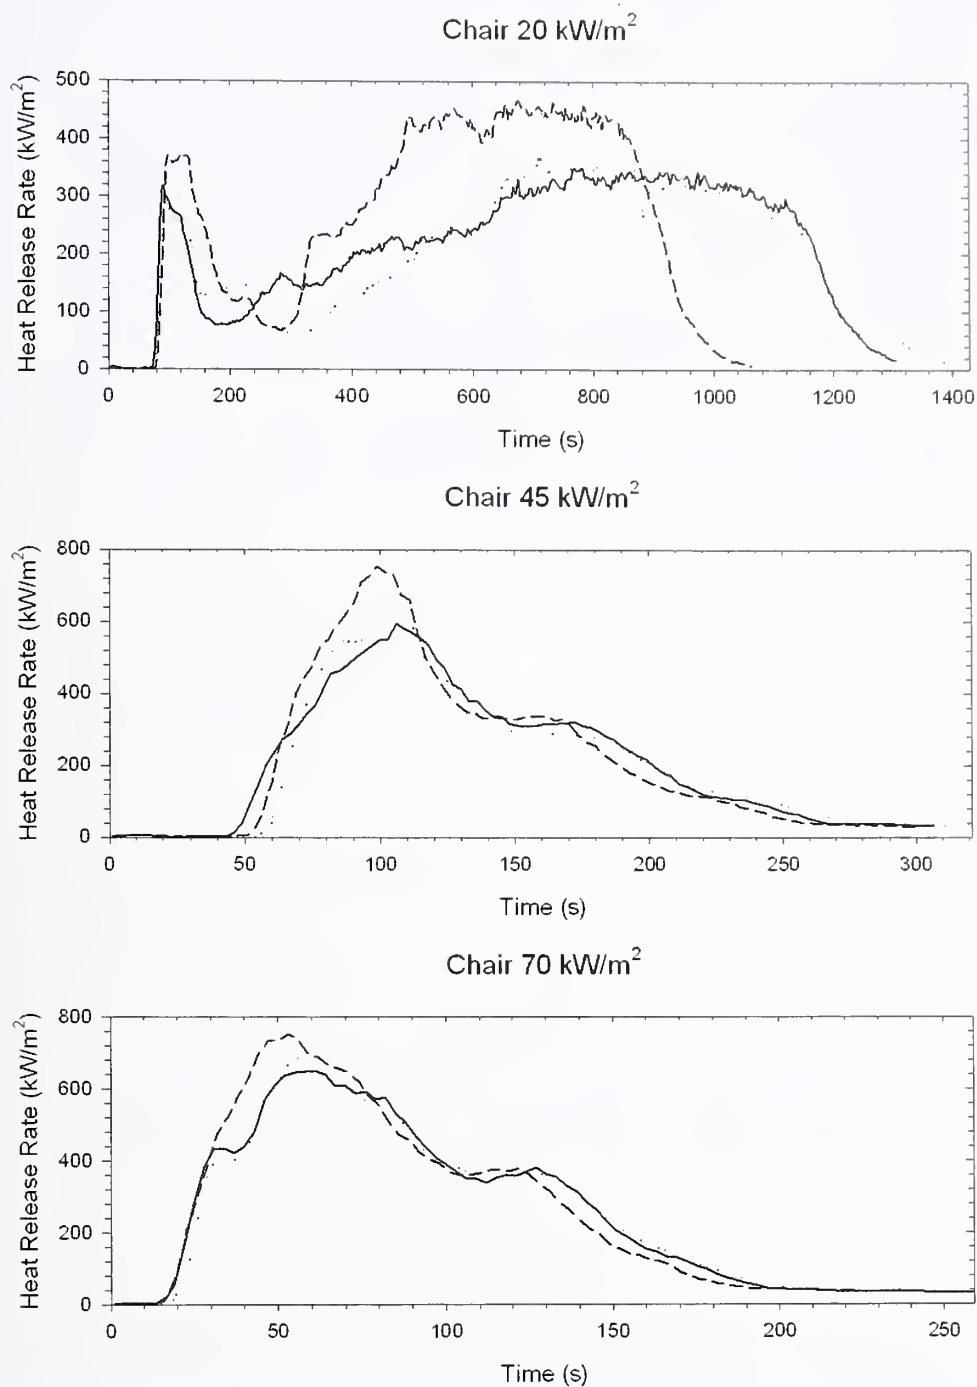 Chair 20 kW/m²
Heat Release Rate (kW/m²)
500
400
300
200
100
0
0 200 400 600 800 1000 1200 1400
Time (s)
Chair 45 kW/m²
Heat Release Rate (kW/m²)
800
600
400
200
0
0 50 100 150 200 250 300
Time (s)
Chair 70 kW/m²
Heat Release Rate (kW/m²)
800
600
400
200
0
0 50 100 150 200 250
Time (s)